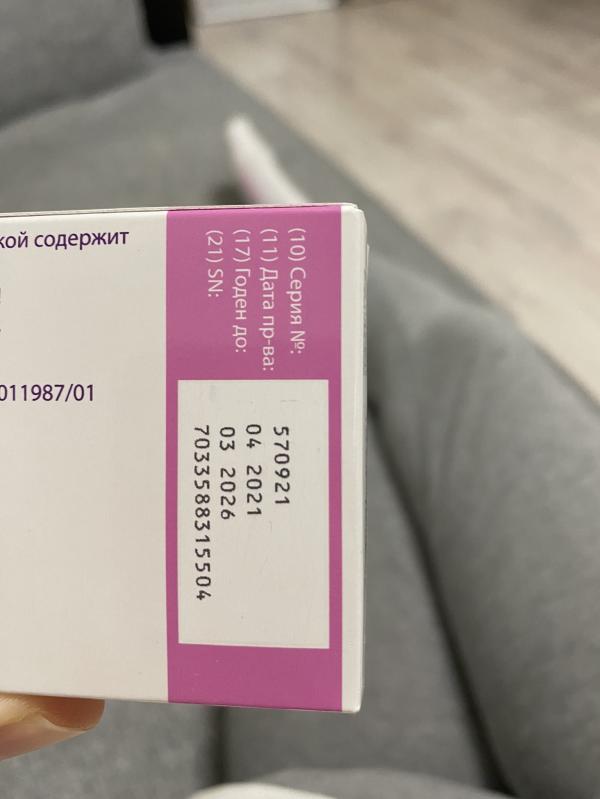 кой содержит
011987/01
(10) Серия №:
(11) Дата пр-ва:
(17) Годен до:
(21) SN:
570921
04 2021
03 2026
7033588315504